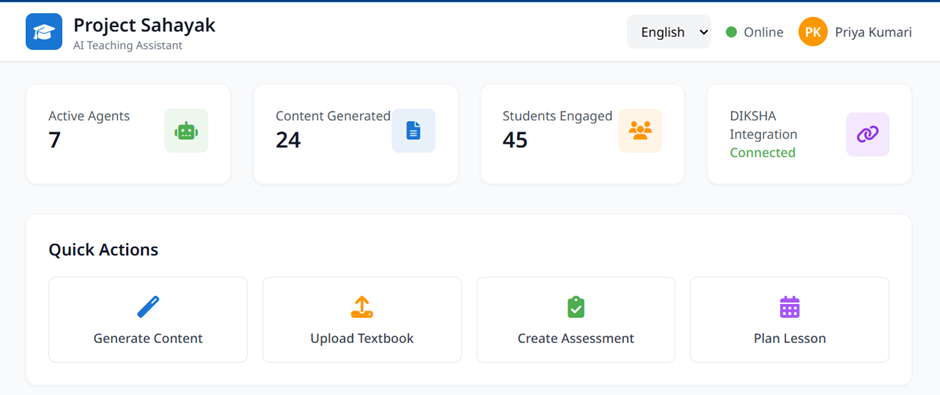 Project Sahayak
AI Teaching Assistant
English
Online
PK
Priya Kumari
Active Agents
7
Content Generated
24
Students Engaged
45
DIKSHA
Integration
Connected
Quick Actions
Generate Content
Upload Textbook
Create Assessment
Plan Lesson